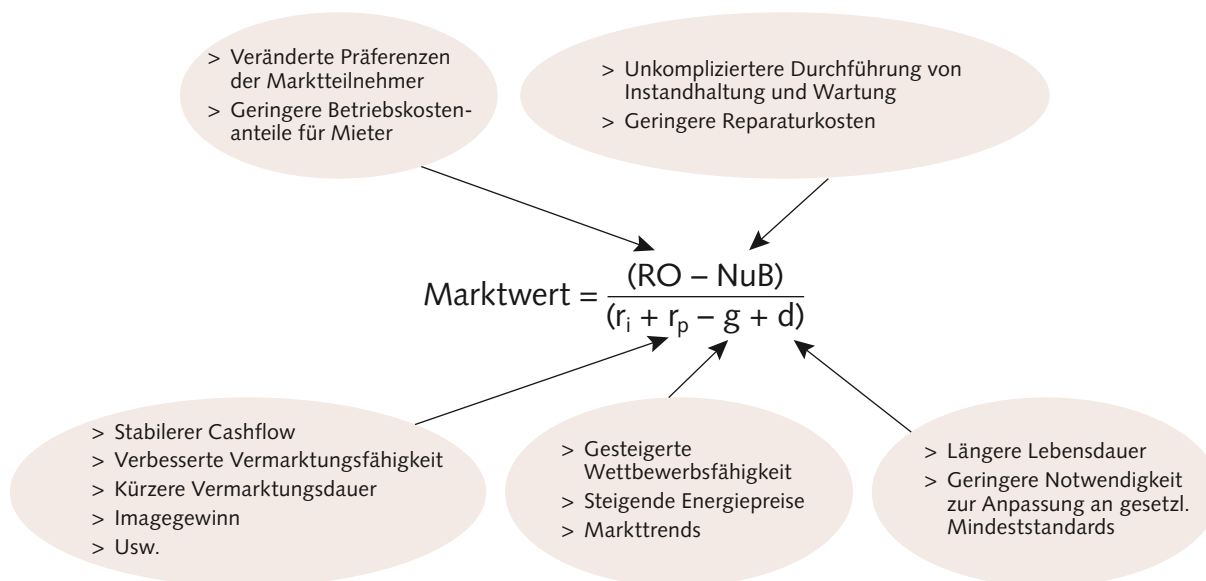 > Veränderte Präferenzen
der Marktteilnehmer
> Geringere Betriebskosten-
anteile für Mieter
> Unkompliziertere Durchführung von
Instandhaltung und Wartung
> Geringere Reparaturkosten
Marktwert = (RO – NuB)
(rᵢ + rₚ – g + d)
> Stabilerer Cashflow
> Verbesserte Vermarktungsfähigkeit
> Kürzere Vermarktungsdauer
> Imagegewinn
> Usw.
> Gesteigerte
Wettbewerbsfähigkeit
> Steigende Energiepreise
> Markttrends
> Längere Lebensdauer
> Geringere Notwendigkeit
zur Anpassung an gesetzl.
Mindeststandards